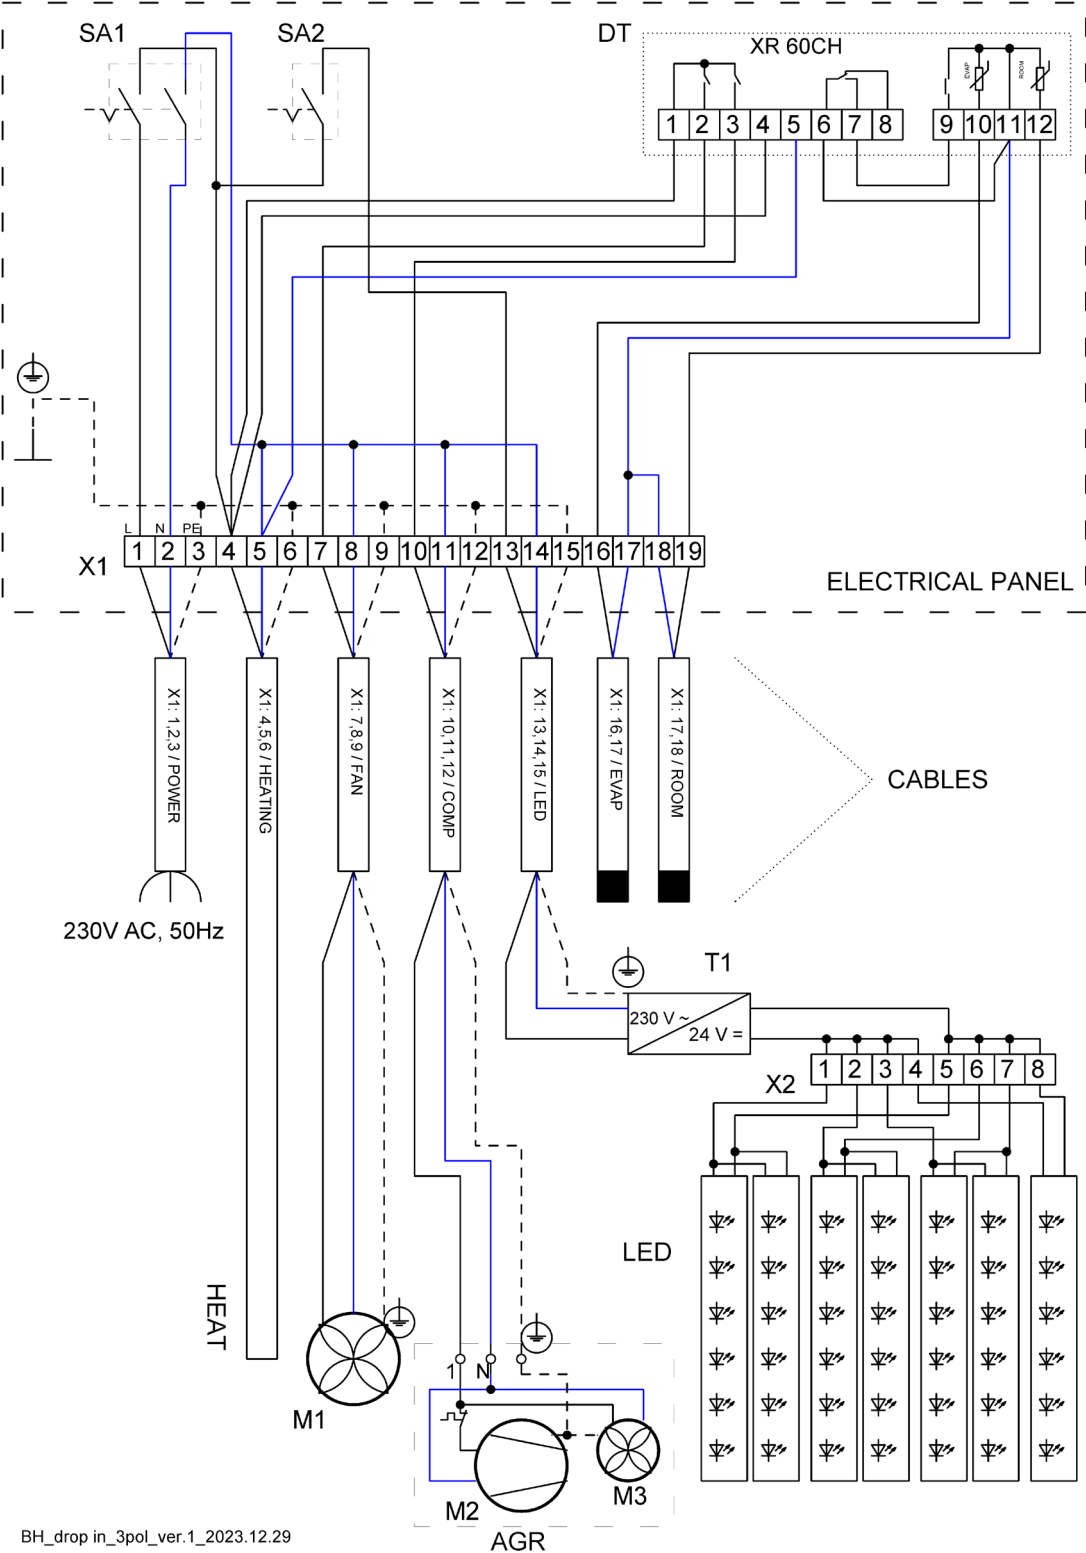 SA1 SA2 DT
XR 60CH
EVAP ROOM
1 2 3 4 5 6 7 8 9 10 11 12
L N PE
X1 1 2 3 4 5 6 7 8 9 10 11 12 13 14 15 16 17 18 19
ELECTRICAL PANEL
X1: 1,2,3 / POWER
X1: 4,5,6 / HEATING
X1: 7,8,9 / FAN
X1: 10,11,12 / COMP
X1: 13,14,15 / LED
X1: 16,17 / EVAP
X1: 17,18 / ROOM
CABLES
230V AC, 50Hz
T1
230 V ~
24 V =
X2 1 2 3 4 5 6 7 8
LED
HEAT
M1
1 N
M2
M3
AGR
BH_drop in_3pol_ver.1_2023.12.29